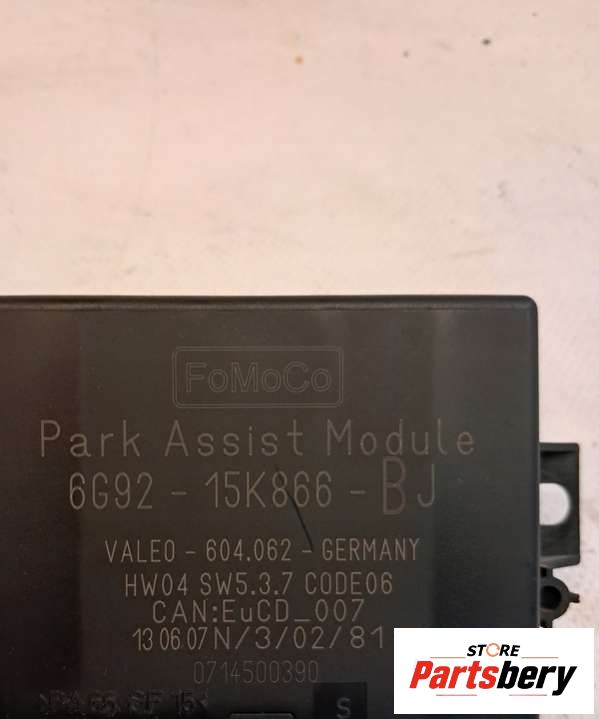 FoMoCo
Park Assist Module
6G92 - 15K866 - BJ
VALEO - 604.062 - GERMANY
HW04 SW5.3.7 CODE06
CAN:EuCD_007
13 06.07 N/3/02/81
0714500390
S
STORE
Partsbery